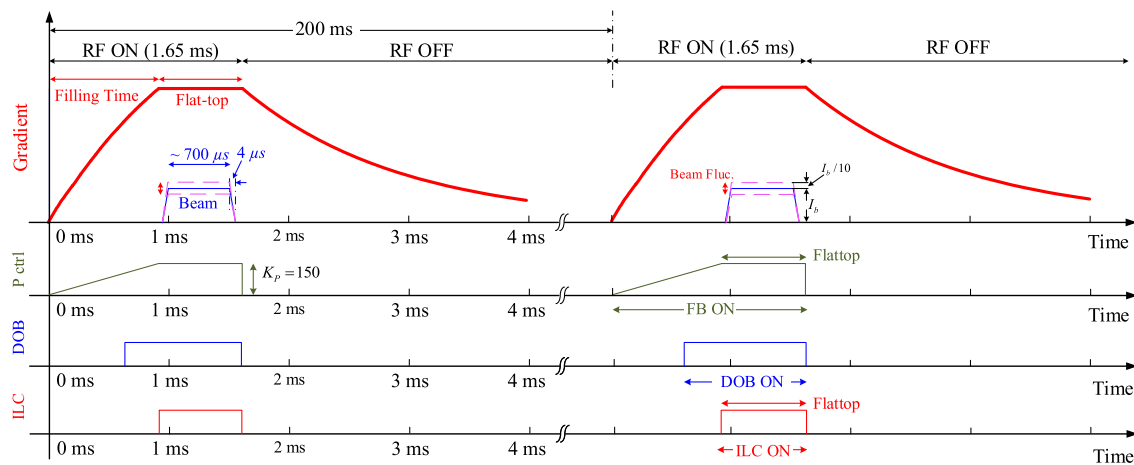 200 ms
RF ON (1.65 ms) RF OFF RF ON (1.65 ms) RF OFF
Filling Time Flat-top
Gradient
~ 700 μs 4 μs
Beam
Beam Fluc. I_b /10
I_b
0 ms 1 ms 2 ms 3 ms 4 ms Time
P ctrl
K_P =150
Flattop
FB ON
0 ms 1 ms 2 ms 3 ms 4 ms Time
DOB
DOB ON
0 ms 1 ms 2 ms 3 ms 4 ms Time
ILC
Flattop
ILC ON
0 ms 1 ms 2 ms 3 ms 4 ms Time